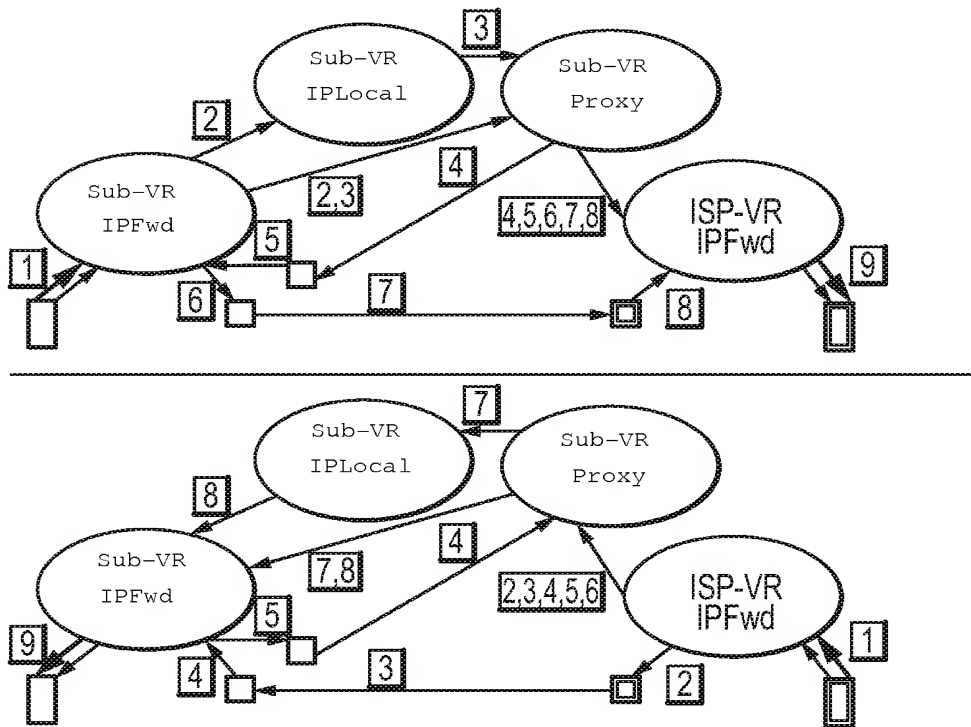 3
Sub-VR
IPLocal
Sub-VR
Proxy
2
4
Sub-VR
IPFwd
2,3
4,5,6,7,8
ISP-VR
IPFwd
5
1
9
6
7
8
7
Sub-VR
IPLocal
Sub-VR
Proxy
8
4
Sub-VR
IPFwd
7,8
2,3,4,5,6
ISP-VR
IPFwd
5
9
1
4
3
2